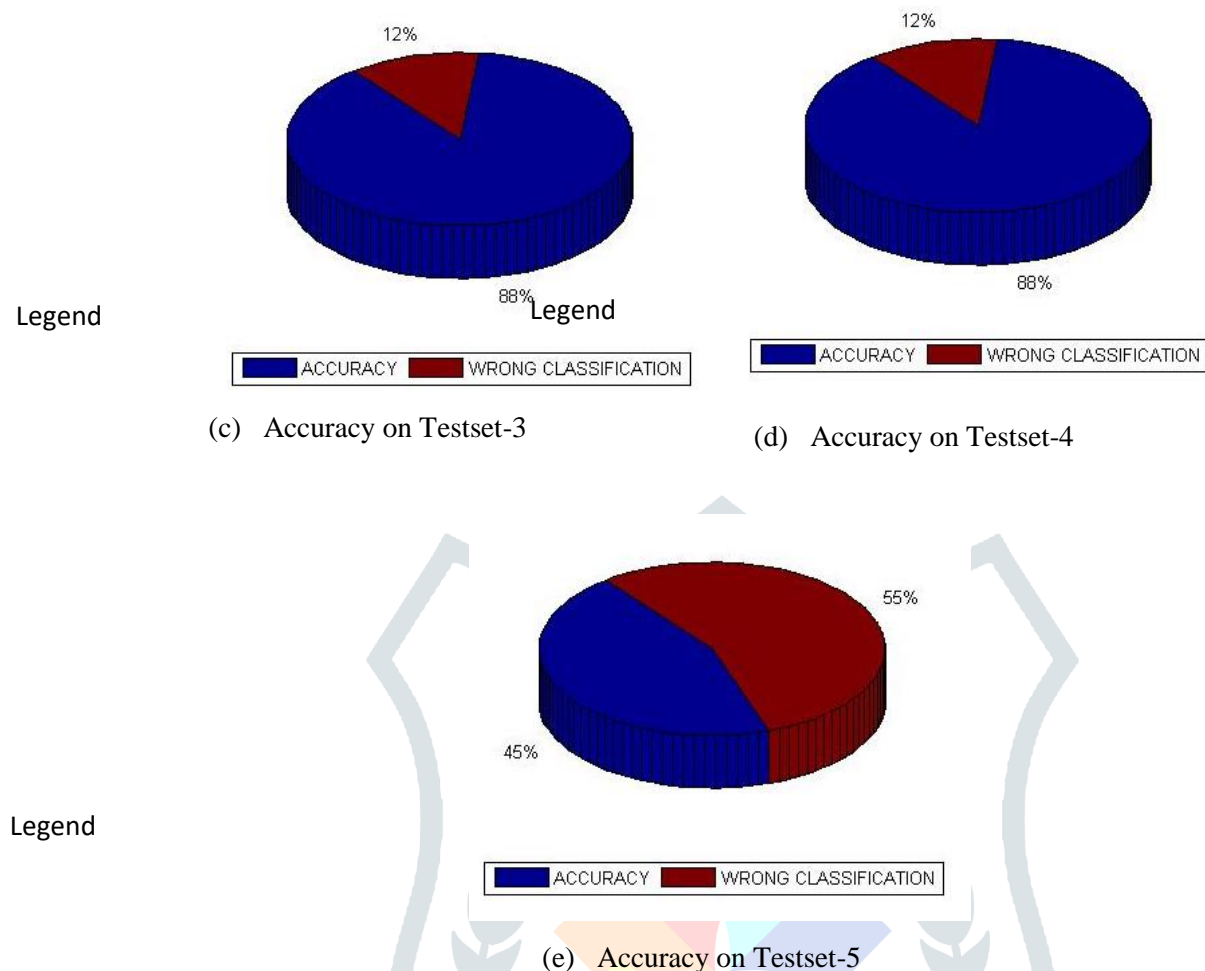 12%
88%
Legend
ACCURACY WRONG CLASSIFICATION
(c) Accuracy on Testset-3
12%
88%
Legend
ACCURACY WRONG CLASSIFICATION
(d) Accuracy on Testset-4
55%
45%
Legend
ACCURACY WRONG CLASSIFICATION
(e) Accuracy on Testset-5